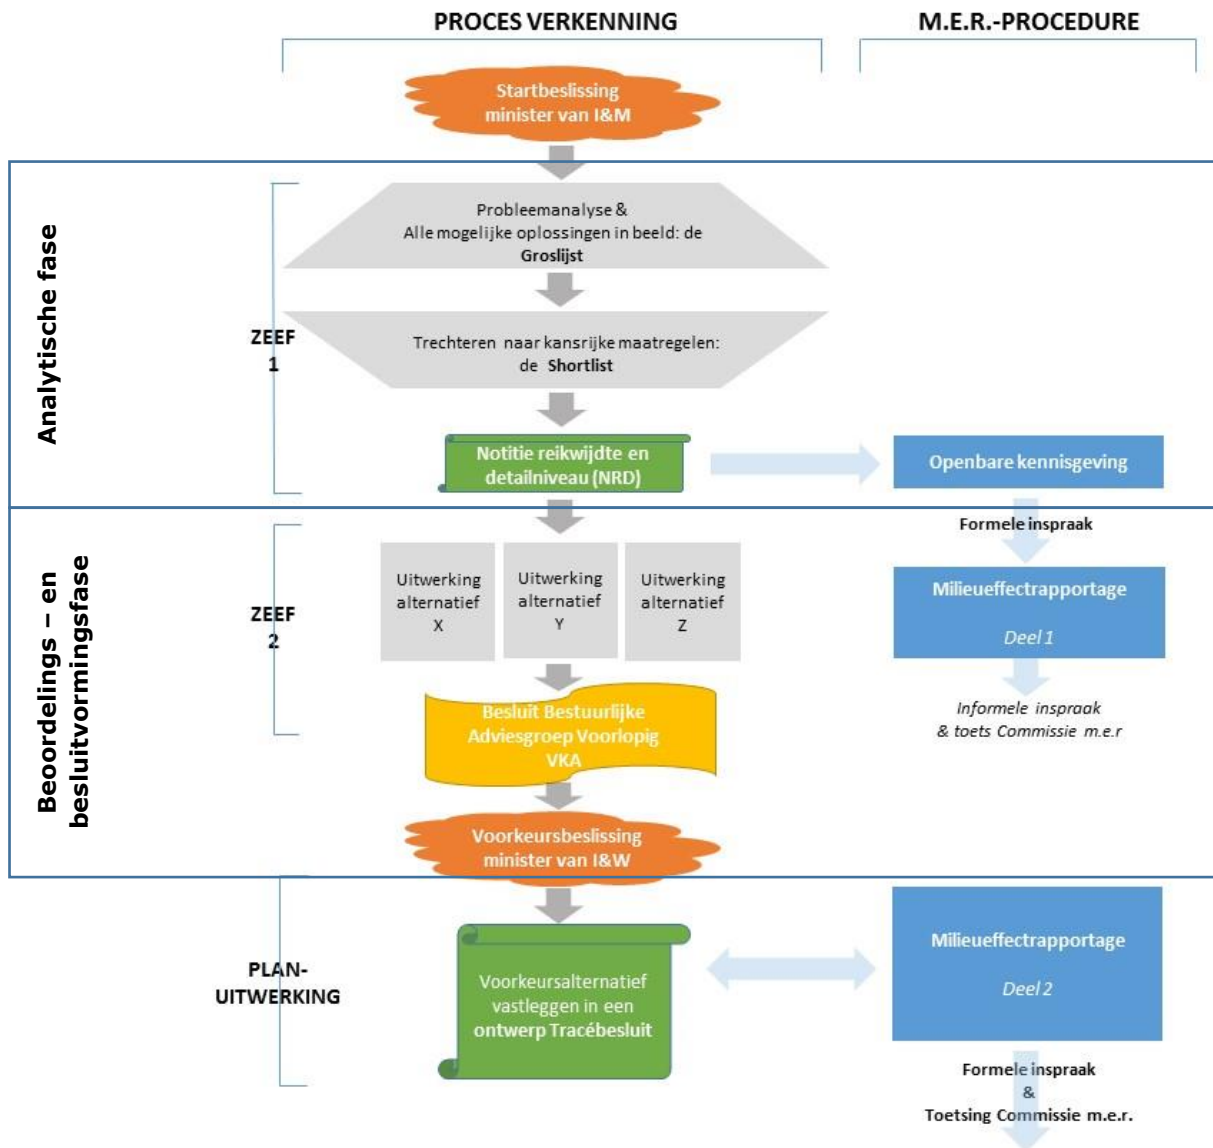 PROCES VERKENNING
M.E.R.-PROCEDURE
Startbeslissing
minister van I&M
Analytische fase
ZEEF
1
Probleemanalyse &
Alle mogelijke oplossingen in beeld: de
Groslijst
Trechteren naar kansrijke maatregelen:
de Shortlist
Notitie reikwijdte en
detailniveau (NRD)
Openbare kennisgeving
Formele inspraak
Beoordelings – en
besluitvormingsfase
ZEEF
2
Uitwerking
alternatief
X
Uitwerking
alternatief
Y
Uitwerking
alternatief
Z
Milieueffectrapportage
Deel 1
Informele inspraak
& toets Commissie m.e.r
Besluit Bestuurlijke
Adviesgroep Voorlopig
VKA
Voorkeursbeslissing
minister van I&W
PLAN-
UITWERKING
Voorkeursalternatief
vastleggen in een
ontwerp Tracébesluit
Milieueffectrapportage
Deel 2
Formele inspraak
&
Toetsing Commissie m.e.r.